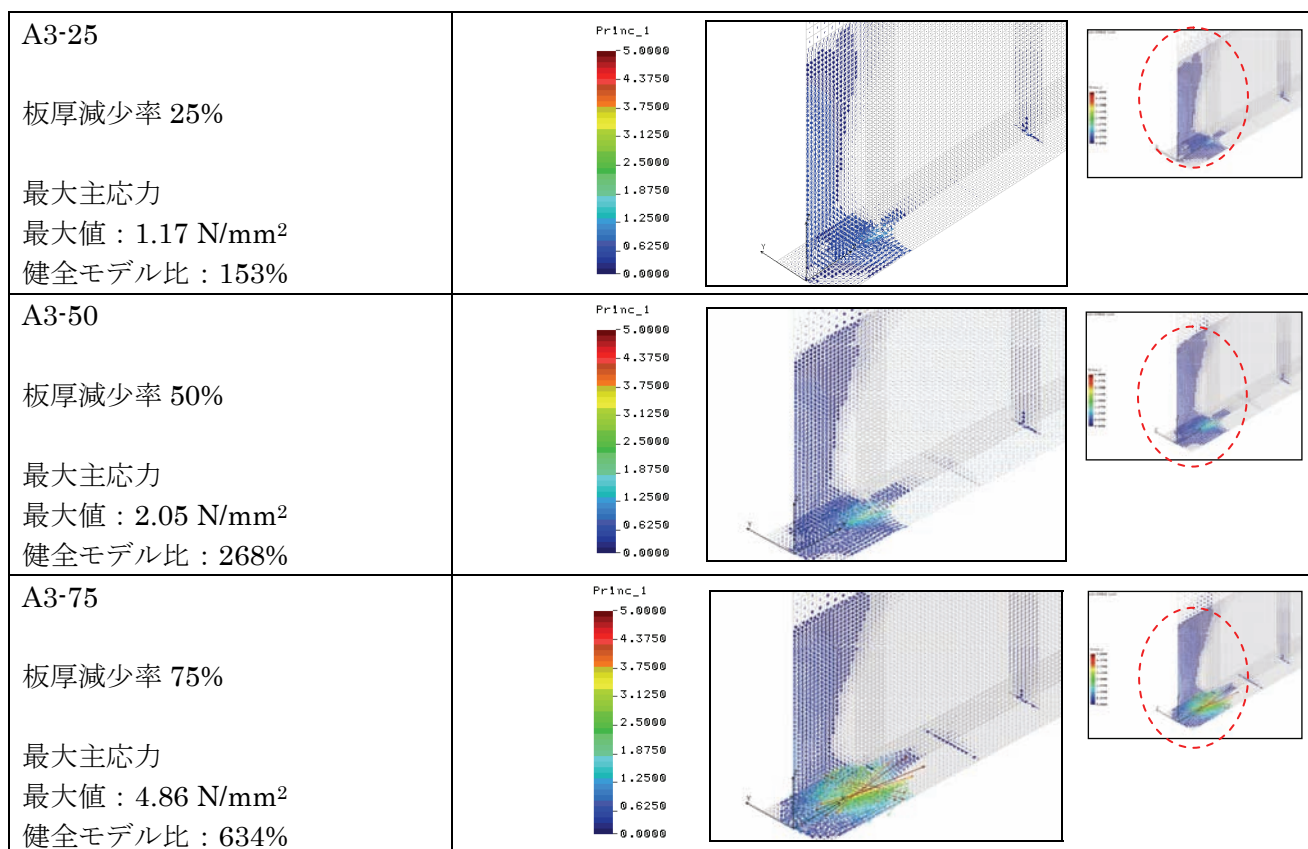 A3-25
板厚減少率 25%
最大主応力
最大値：1.17 N/mm²
健全モデル比：153%
Princ_1
5.0000
4.3750
3.7500
3.1250
2.5000
1.8750
1.2500
0.6250
0.0000
Y
A3-50
板厚減少率 50%
最大主応力
最大値：2.05 N/mm²
健全モデル比：268%
Princ_1
5.0000
4.3750
3.7500
3.1250
2.5000
1.8750
1.2500
0.6250
0.0000
A3-75
板厚減少率 75%
最大主応力
最大値：4.86 N/mm²
健全モデル比：634%
Princ_1
5.0000
4.3750
3.7500
3.1250
2.5000
1.8750
1.2500
0.6250
0.0000
Y